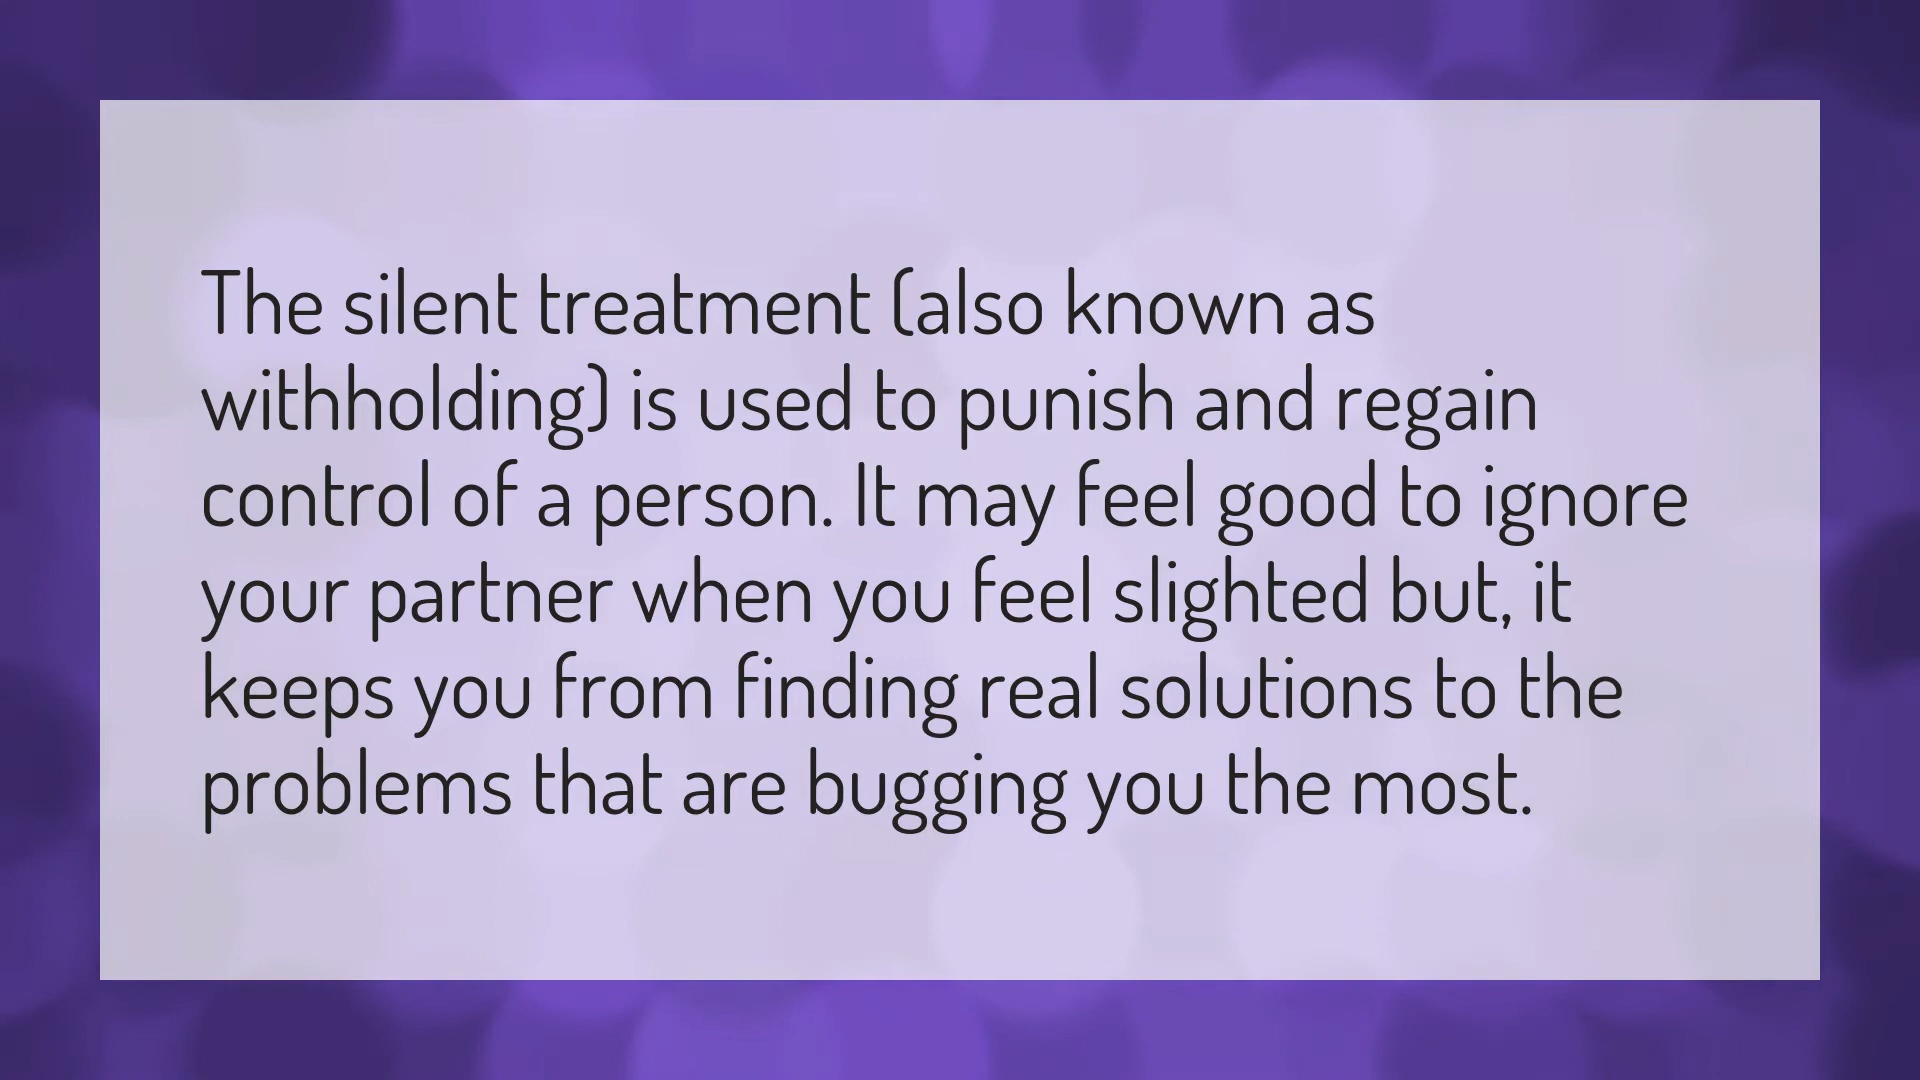 The silent treatment (also known as
withholding) is used to punish and regain
control of a person. It may feel good to ignore
your partner when you feel slighted but, it
keeps you from finding real solutions to the
problems that are bugging you the most.